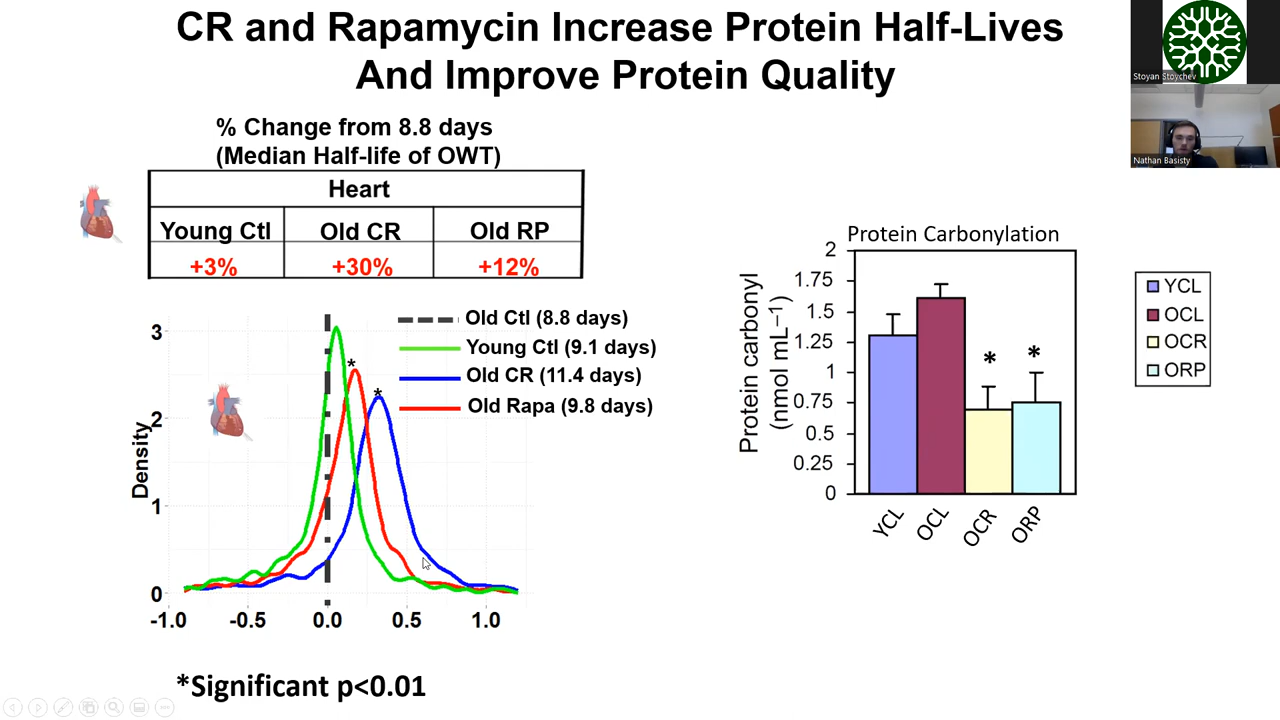 CR and Rapamycin Increase Protein Half-Lives
And Improve Protein Quality
Stoyan Stoychev
Nathan Basisty
% Change from 8.8 days
(Median Half-life of OWT)
Heart
Young Ctl Old CR Old RP
+3% +30% +12%
Old Ctl (8.8 days)
Young Ctl (9.1 days)
Old CR (11.4 days)
Old Rapa (9.8 days)
* *
Density
3
2
1
0
-1.0 -0.5 0.0 0.5 1.0
*Significant p<0.01
Protein Carbonylation
Protein carbonyl
(nmol mL−1)
2
1.75
1.5
1.25
1
0.75
0.5
0.25
0
* *
YCL OCL OCR ORP
YCL
OCL
OCR
ORP